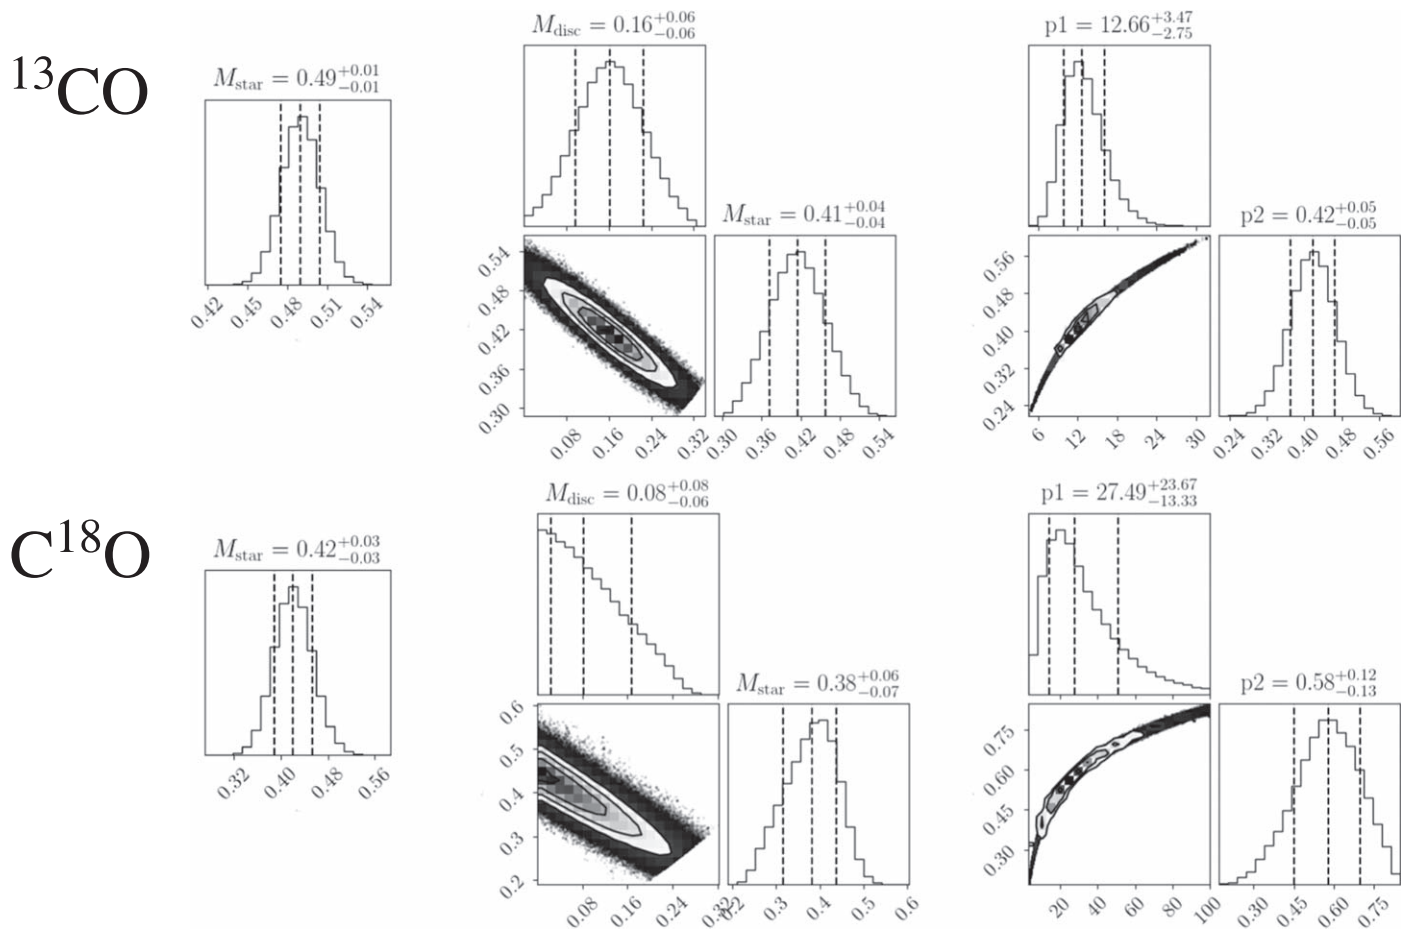 ¹³CO
M_star = 0.49^{+0.01}_{-0.01}
0.42 0.45 0.48 0.51 0.54
M_disc = 0.16^{+0.06}_{-0.06}
M_star = 0.41^{+0.04}_{-0.04}
0.54
0.48
0.42
0.36
0.30
0.08 0.16 0.24 0.32
0.30 0.36 0.42 0.48 0.54
p1 = 12.66^{+3.47}_{-2.75}
p2 = 0.42^{+0.05}_{-0.05}
0.56
0.48
0.40
0.32
0.24
6 12 18 24 30
0.24 0.32 0.40 0.48 0.56
C¹⁸O
M_star = 0.42^{+0.03}_{-0.03}
0.32 0.40 0.48 0.56
M_disc = 0.08^{+0.08}_{-0.06}
M_star = 0.38^{+0.06}_{-0.07}
0.6
0.5
0.4
0.3
0.2
0.08 0.16 0.24 0.32
0.2 0.3 0.4 0.5 0.6
p1 = 27.49^{+23.67}_{-13.33}
p2 = 0.58^{+0.12}_{-0.13}
0.75
0.60
0.45
0.30
20 40 60 80 100
0.30 0.45 0.60 0.75